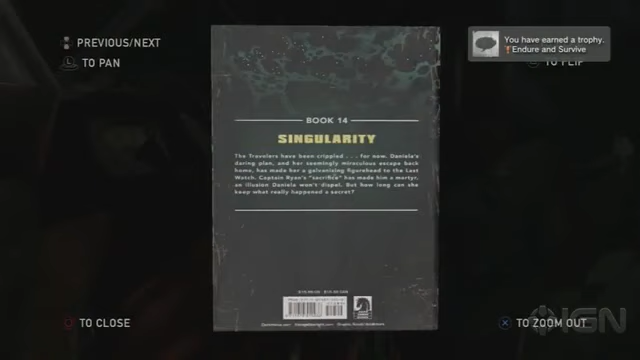 PREVIOUS/NEXT
TO PAN
You have earned a trophy.
Endure and Survive
TO FLIP
BOOK 14
SINGULARITY
The Travelers have been crippled . . . for now. Daniela's
daring plan, and her seemingly miraculous escape back
home, has made her a galvanizing figurehead to the Last
Watch. Captain Ryan's "sacrifice" has made him a martyr,
an illusion Daniela won't dispel. But how long can she
keep what really happened a secret?
TO CLOSE
TO ZOOM OUT
IGN